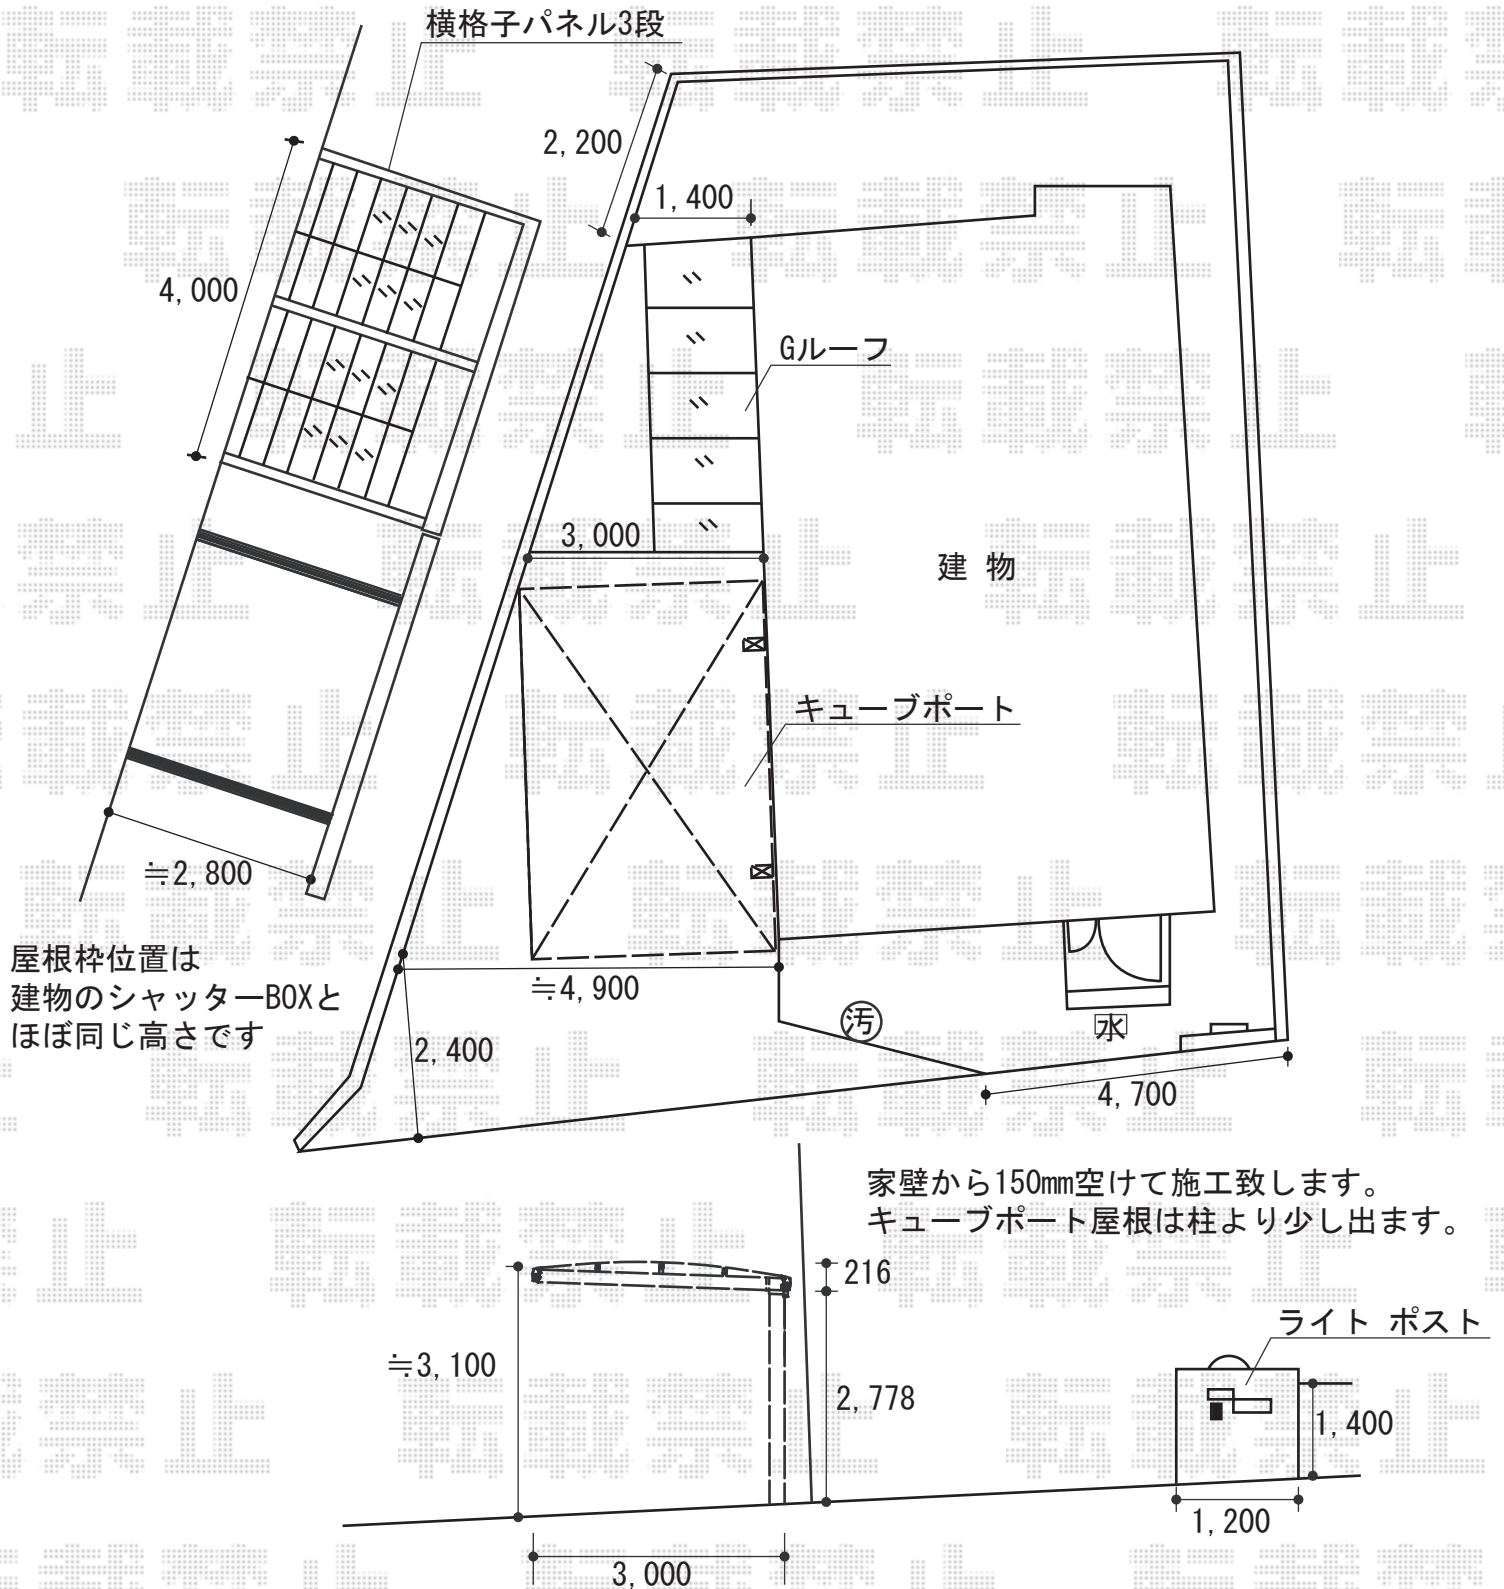 横格子パネル3段
2,200
1,400
4,000
Gルーフ
3,000
建 物
キューブポート
≒2,800
屋根枠位置は
建物のシャッターBOXと
ほぼ同じ高さです
≒4,900
汚
水
2,400
4,700
家壁から150mm空けて施工致します。
キューブポート屋根は柱より少し出ます。
216
ライト ポスト
≒3,100
2,778
1,400
1,200
3,000
転載禁止